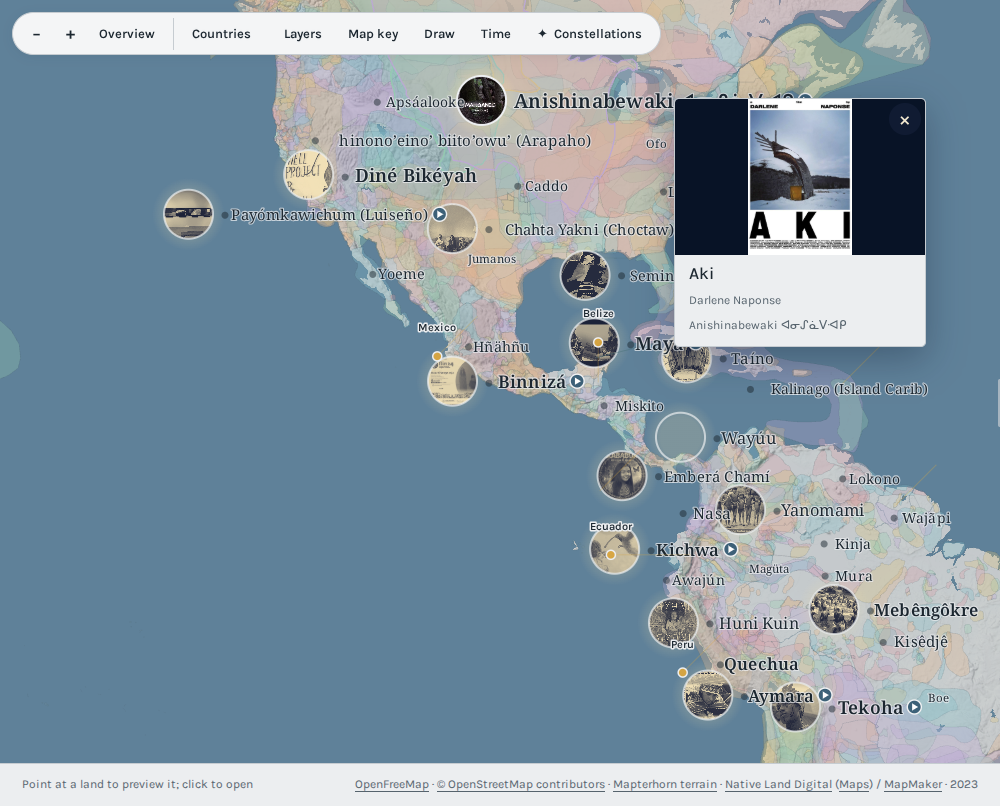 – + Overview Countries Layers Map key Draw Time ✦ Constellations
Apsáalooke
Anishinabewaki
hinono’eino’ biito’owu’ (Arapaho)
Ofo
Diné Bikéyah
Caddo
Payómkawichum (Luiseño)
Chahta Yakni (Choctaw)
Jumanos
Yoeme
Belize
Mexico
Hñähñu
Taíno
Binnizá
Kalinago (Island Carib)
Miskito
Wayúu
Emberá Chamí
Lokono
Nasa
Yanomami
Wajãpi
Ecuador
Kichwa
Kinja
Magüta
Awajún
Mura
Mebêngôkre
Huni Kuin
Peru
Kisêdjê
Quechua
Aymara
Boe
Tekoha
DARLENE NAPONSE
AKI
×
Aki
Darlene Naponse
Anishinabewaki ᐊᓂᔑᓈᐯᐗᑭ
Point at a land to preview it; click to open
OpenFreeMap · © OpenStreetMap contributors · Mapterhorn terrain · Native Land Digital (Maps) / MapMaker · 2023